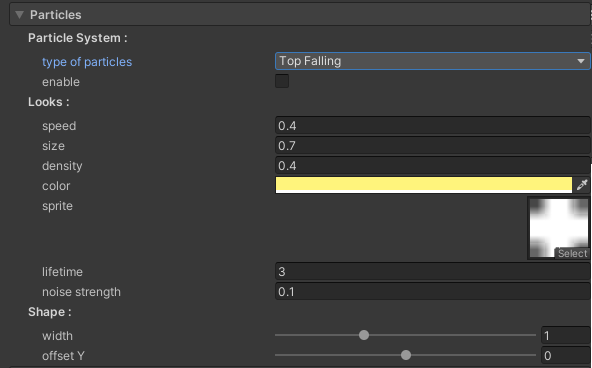 Particles
Particle System :
type of particles Top Falling
enable
Looks :
speed 0.4
size 0.7
density 0.4
color
sprite
Select
lifetime 3
noise strength 0.1
Shape :
width 1
offset Y 0